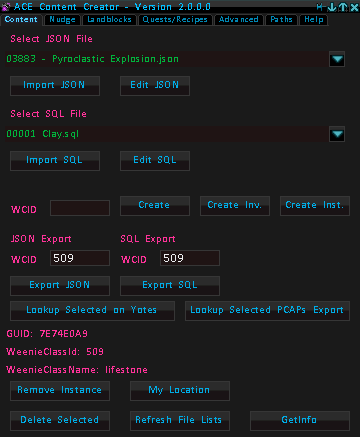 ACE Content Creator - Version 2.0.0.0
Content Nudge Landblocks Quests/Recipes Advanced Paths Help
Select JSON File
03883 - Pyroclastic Explosion.json
Import JSON Edit JSON
Select SQL File
00001 Clay.sql
Import SQL Edit SQL
WCID Create Create Inv. Create Inst.
JSON Export SQL Export
WCID 509 WCID 509
Export JSON Export SQL
Lookup Selected on Yotes Lookup Selected PCAPs Export
GUID: 7E74E0A9
WeenieClassId: 509
WeenieClassName: lifestone
Remove Instance My Location
Delete Selected Refresh File Lists GetInfo